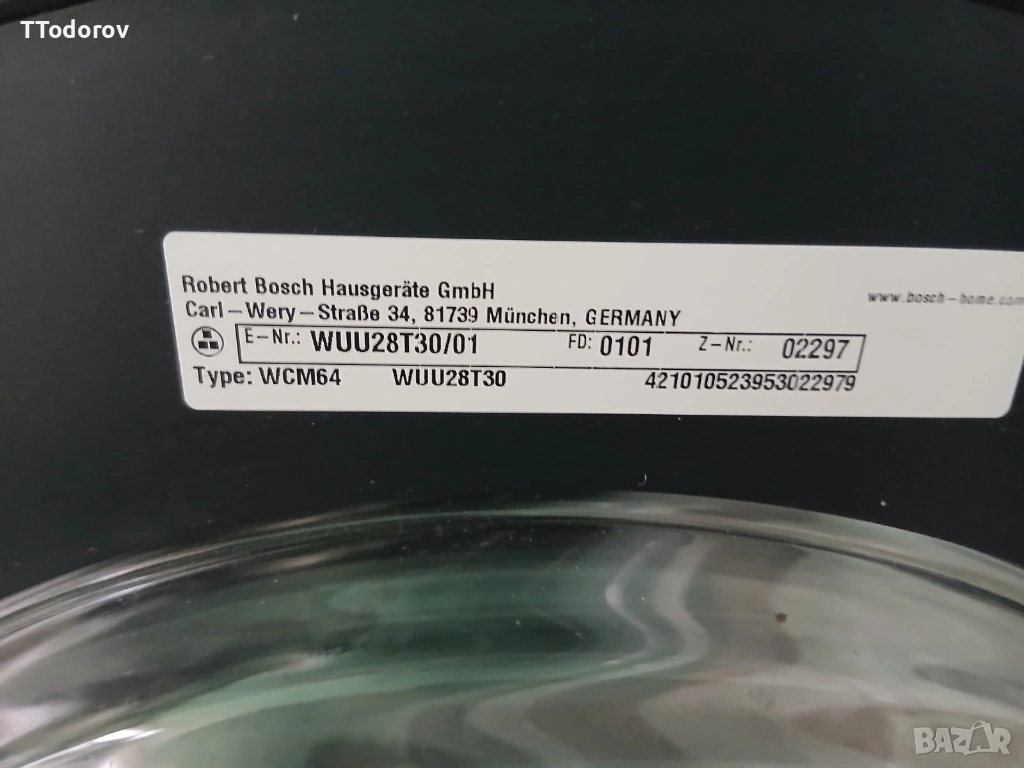 TTodorov
Robert Bosch Hausgeräte GmbH
www.bosch-home.com
Carl-Wery-Straße 34, 81739 München, GERMANY
E-Nr.: WUU28T30/01 FD: 0101 Z-Nr.: 02297
Type: WCM64 WUU28T30 421010523953022979
BAZAR